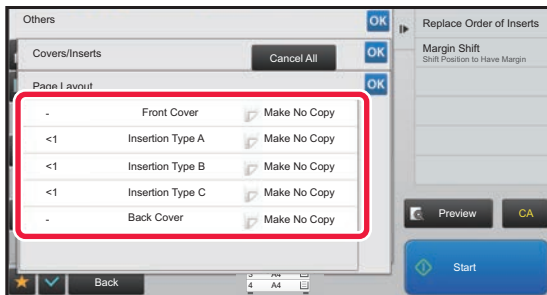 Others
OK
Replace Order of Inserts
Covers/Inserts
Cancel All
OK
Margin Shift
Shift Position to Have Margin
Page Layout
OK
- Front Cover Make No Copy
<1 Insertion Type A Make No Copy
<1 Insertion Type B Make No Copy
<1 Insertion Type C Make No Copy
- Back Cover Make No Copy
Preview
CA
Start
Back
4 A4